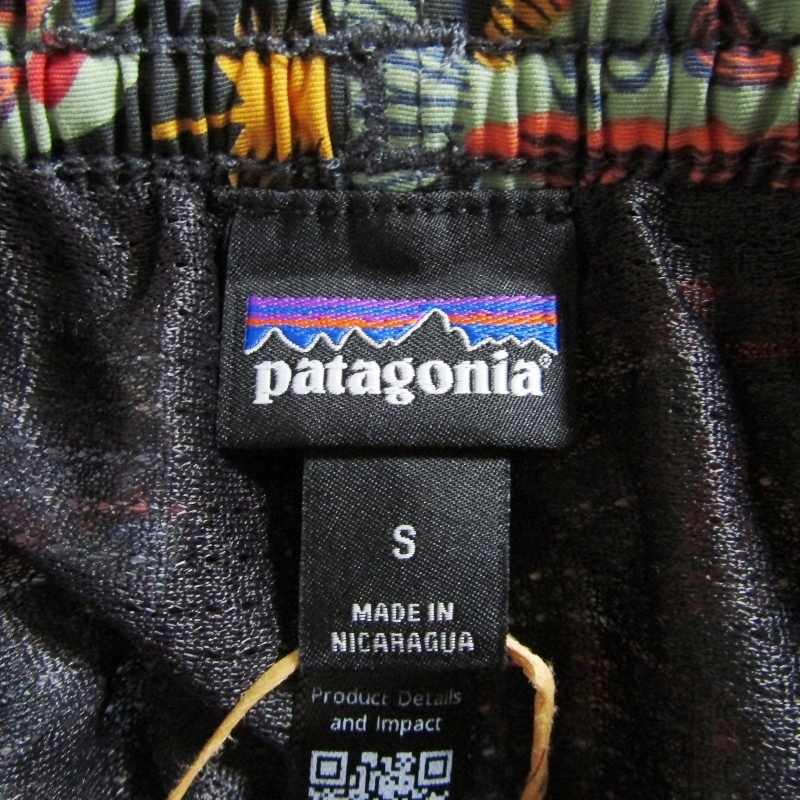 patagonia®
S
MADE IN
NICARAGUA
Product Details
and Impact